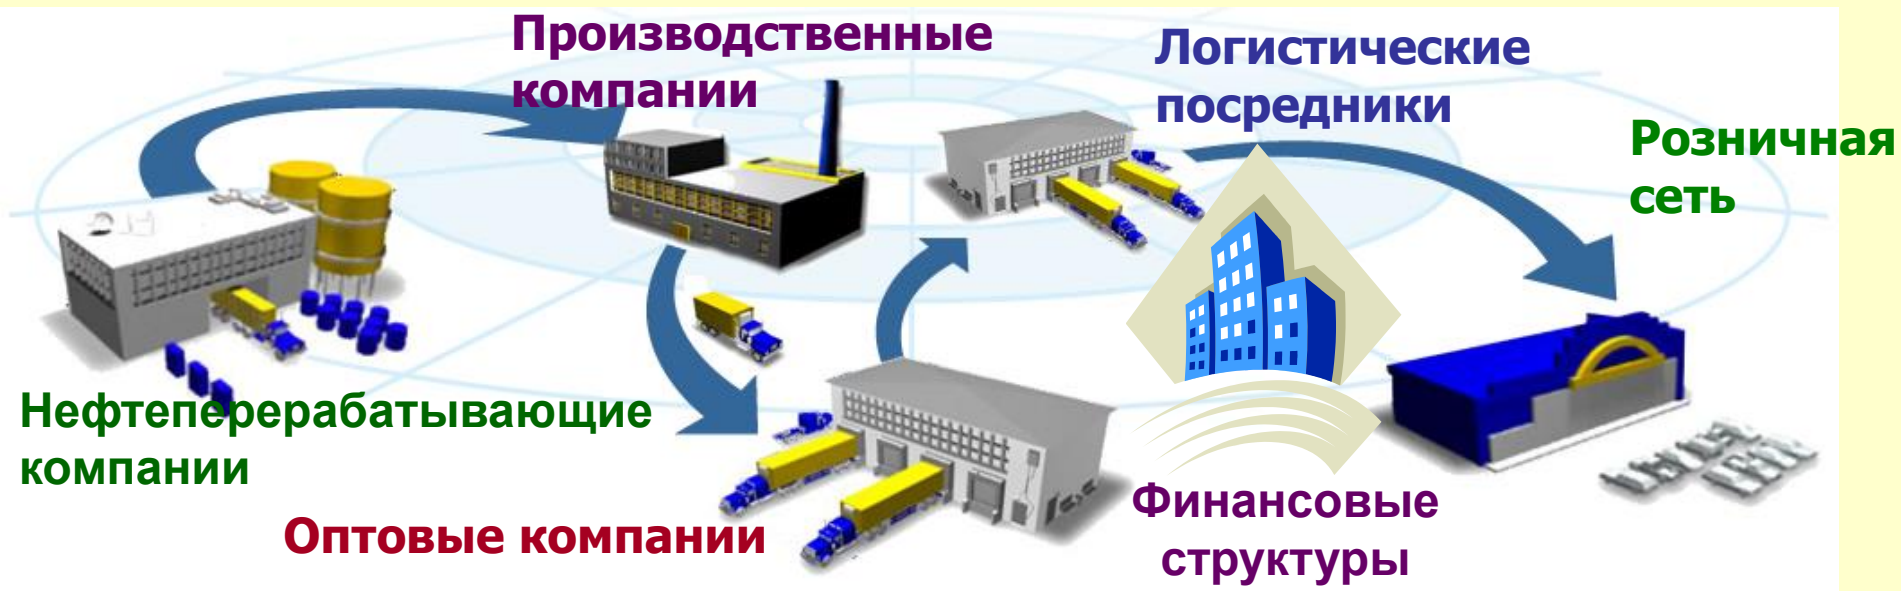 Производственные
компании
Логистические
посредники
Розничная
сеть
Нефтеперерабатывающие
компании
Оптовые компании
Финансовые
структуры